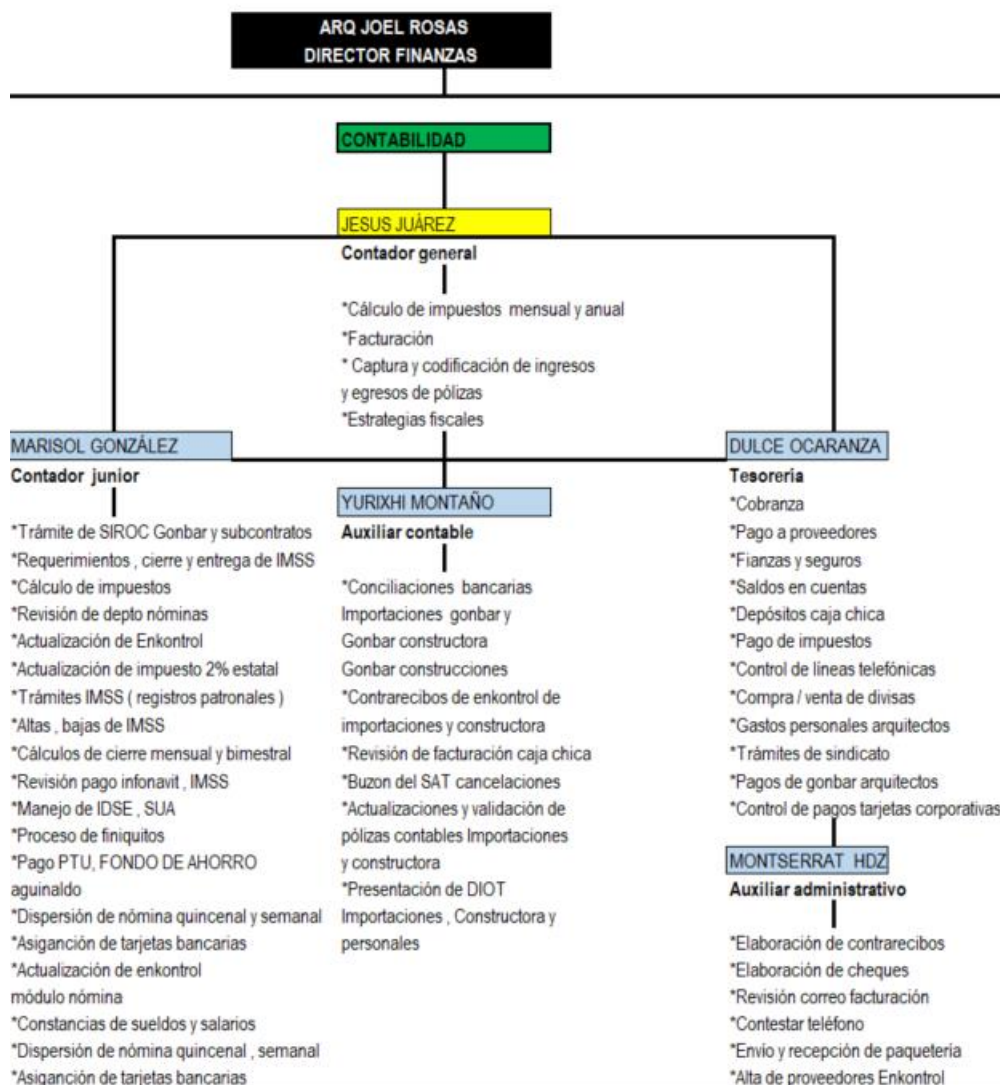 ARQ JOEL ROSAS
DIRECTOR FINANZAS
CONTABILIDAD
JESUS JUÁREZ
Contador general
*Cálculo de impuestos mensual y anual
*Facturación
* Captura y codificación de ingresos
y egresos de pólizas
*Estrategias fiscales
MARISOL GONZÁLEZ
Contador junior
*Trámite de SIROC Gonbar y subcontratos
*Requerimientos , cierre y entrega de IMSS
*Cálculo de impuestos
*Revisión de depto nóminas
*Actualización de Enkontrol
*Actualización de impuesto 2% estatal
*Trámites IMSS ( registros patronales )
*Altas , bajas de IMSS
*Cálculos de cierre mensual y bimestral
*Revisión pago infonavit , IMSS
*Manejo de IDSE , SUA
*Proceso de finiquitos
*Pago PTU, FONDO DE AHORRO
aguinaldo
*Dispersión de nómina quincenal y semanal
*Asiganción de tarjetas bancarias
*Actualización de enkontrol
módulo nómina
*Constancias de sueldos y salarios
*Dispersión de nómina quincenal , semanal
*Asiganción de tarjetas bancarias
YURIXHI MONTAÑO
Auxiliar contable
*Conciliaciones bancarias
Importaciones gonbar y
Gonbar constructora
Gonbar construcciones
*Contrarecibos de enkontrol de
importaciones y constructora
*Revisión de facturación caja chica
*Buzon del SAT cancelaciones
*Actualizaciones y validación de
pólizas contables Importaciones
y constructora
*Presentación de DIOT
Importaciones , Constructora y
personales
DULCE OCARANZA
Tesoreria
*Cobranza
*Pago a proveedores
*Fianzas y seguros
*Saldos en cuentas
*Depósitos caja chica
*Pago de impuestos
*Control de líneas telefónicas
*Compra / venta de divisas
*Gastos personales arquitectos
*Trámites de sindicato
*Pagos de gonbar arquitectos
*Control de pagos tarjetas corporativas
MONTSERRAT HDZ
Auxiliar administrativo
*Elaboración de contrarecibos
*Elaboración de cheques
*Revisión correo facturación
*Contestar teléfono
*Envío y recepción de paquetería
*Alta de proveedores Enkontrol